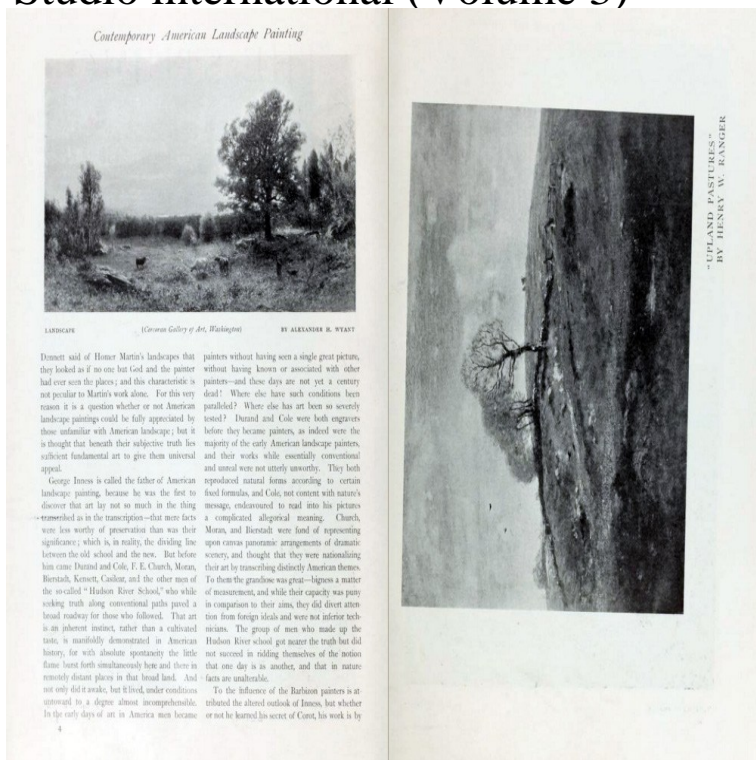 Studio International (Volume 3)
Contemporary American Landscape Painting
LANDSCAPE
(Corcoran Gallery of Art, Washington)
BY ALEXANDER H. WYANT
Dennett said of Homer Martin's landscapes that
they looked as if no one but God and the painter
had ever seen the places; and this characteristic is
not peculiar to Martin's work alone. For this very
reason it is a question whether or not American
landscape paintings could be fully appreciated by
those unfamiliar with American landscape; but it
is thought that beneath their subjective truth lies
sufficient fundamental art to give them universal
appeal.
George Inness is called the father of American
landscape painting, because he was the first to
discover that art lay not so much in the thing
transcribed as in the transcription—that mere facts
were less worthy of preservation than was their
significance; which is, in reality, the dividing line
between the old school and the new. But before
him came Durand and Cole, F. E. Church, Moran,
Bierstadt, Kensett, Casilear, and the other men of
the so-called "Hudson River School," who while
seeking truth along conventional paths paved a
broad roadway for those who followed. That art
is an inherent instinct, rather than a cultivated
taste, is manifoldly demonstrated in American
history, for with absolute spontaneity the little
flame burst forth simultaneously here and there in
remotely distant places in that broad land. And
not only did it awake, but it lived, under conditions
untoward to a degree almost incomprehensible.
In the early days of art in America men became
4
painters without having seen a single great picture,
without having known or associated with other
painters—and these days are not yet a century
dead! Where else have such conditions been
paralleled? Where else has art been so severely
tested? Durand and Cole were both engravers
before they became painters, as indeed were the
majority of the early American landscape painters,
and their works while essentially conventional
and unreal were not utterly unworthy. They both
reproduced natural forms according to certain
fixed formulas, and Cole, not content with nature's
message, endeavoured to read into his pictures
a complicated allegorical meaning. Church,
Moran, and Bierstadt were fond of representing
upon canvas panoramic arrangements of dramatic
scenery, and thought that they were nationalizing
their art by transcribing distinctly American themes.
To them the grandiose was great—bigness a matter
of measurement, and while their capacity was puny
in comparison to their aims, they did divert atten-
tion from foreign ideals and were not inferior tech-
nicians. The group of men who made up the
Hudson River school got nearer the truth but did
not succeed in ridding themselves of the notion
that one day is as another, and that in nature
facts are unalterable.
To the influence of the Barbizon painters is at-
tributed the altered outlook of Inness, but whether
or not he learned his secret of Corot, his work is by
"UPLAND PASTURES"
BY HENRY W. RANGER